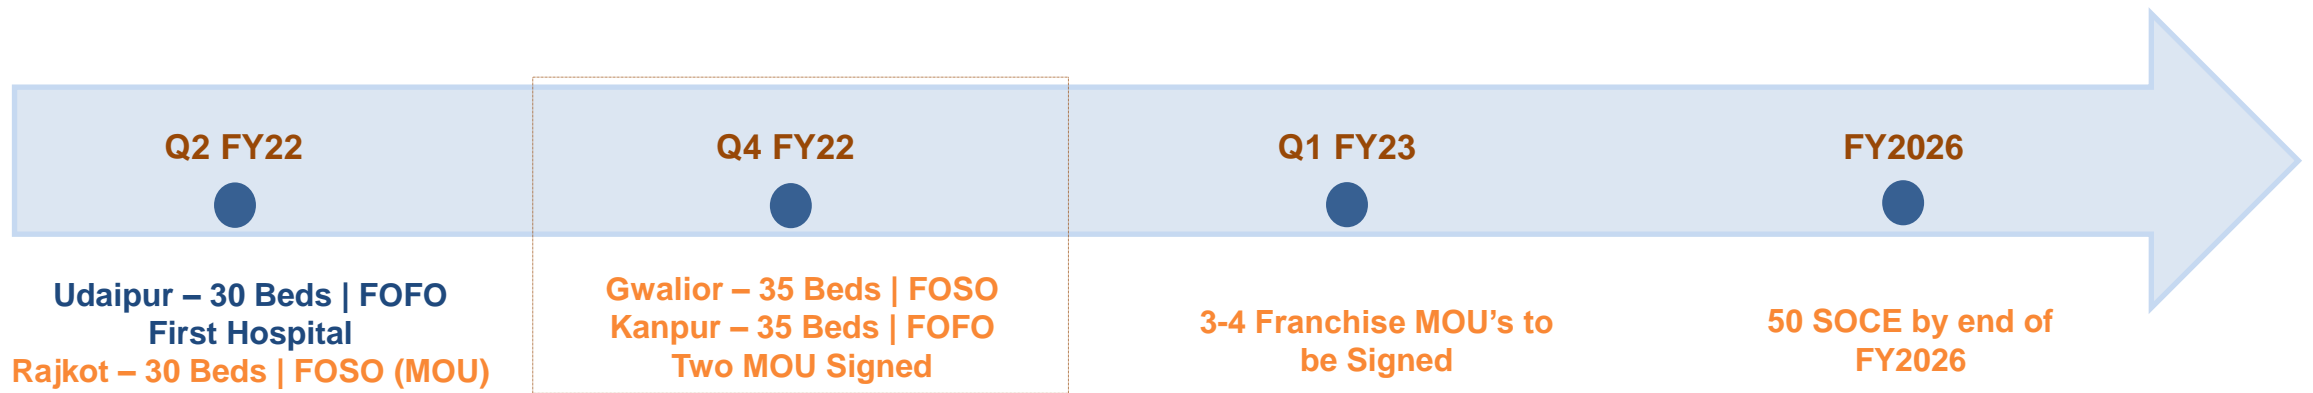 Q2 FY22
Q4 FY22
Q1 FY23
FY2026
Udaipur – 30 Beds | FOFO
First Hospital
Rajkot – 30 Beds | FOSO (MOU)
Gwalior – 35 Beds | FOSO
Kanpur – 35 Beds | FOFO
Two MOU Signed
3-4 Franchise MOU’s to
be Signed
50 SOCE by end of
FY2026